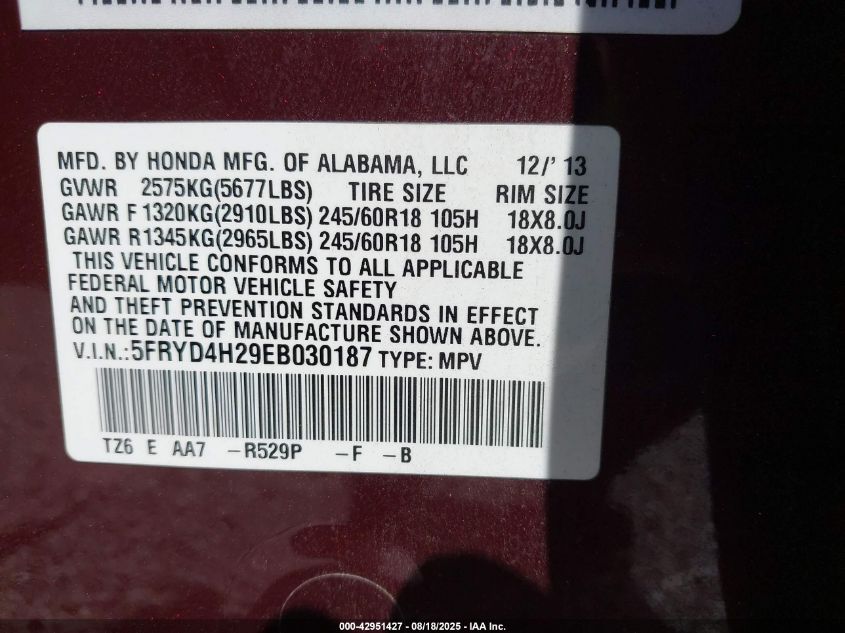 MFD. BY HONDA MFG. OF ALABAMA, LLC 12/'13
GVWR 2575KG(5677LBS) TIRE SIZE RIM SIZE
GAWR F1320KG(2910LBS) 245/60R18 105H 18X8.0J
GAWR R1345KG(2965LBS) 245/60R18 105H 18X8.0J
THIS VEHICLE CONFORMS TO ALL APPLICABLE
FEDERAL MOTOR VEHICLE SAFETY
AND THEFT PREVENTION STANDARDS IN EFFECT
ON THE DATE OF MANUFACTURE SHOWN ABOVE.
V.I.N.:5FRYD4H29EB030187 TYPE: MPV
TZ6 E AA7 -R529P -F -B
000-42951427 - 08/18/2025 - IAA Inc.